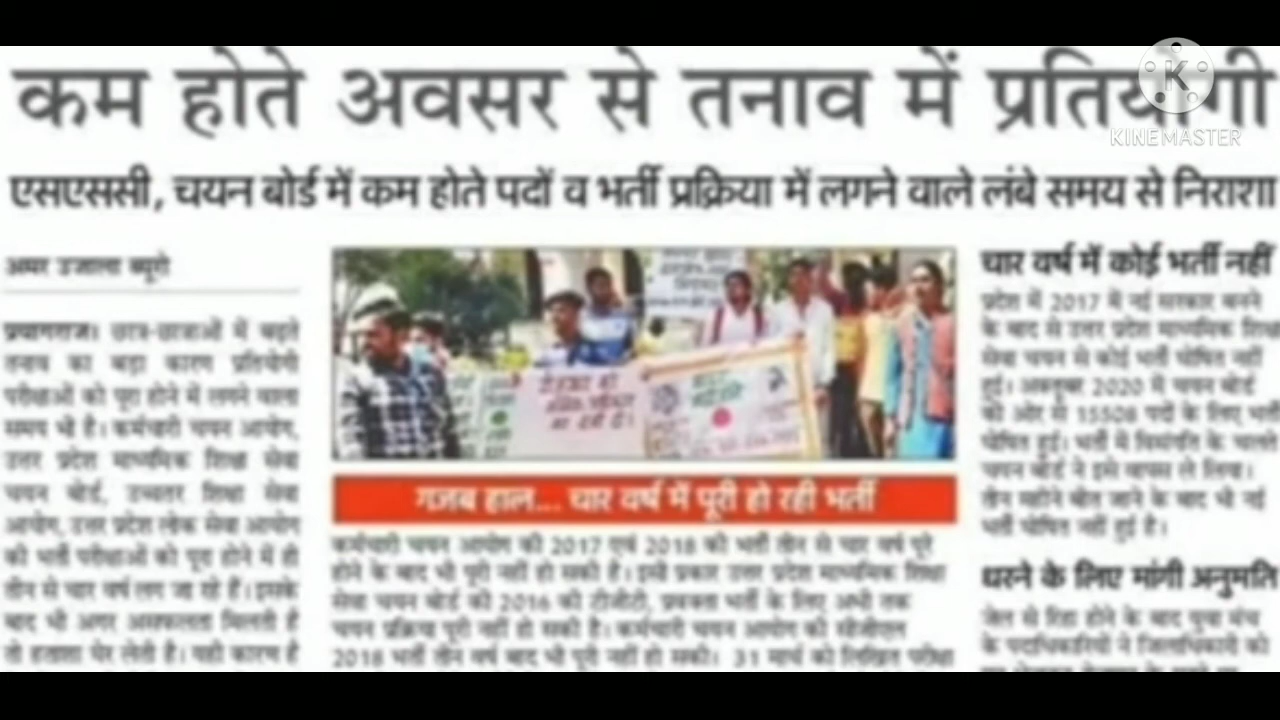 कम होते अवसर से तनाव में प्रतियोगी
KINEMASTER
एसएससी, चयन बोर्ड में कम होते पदों व भर्ती प्रक्रिया में लगने वाले लंबे समय से निराशा
अमर उजाला ब्यूरो
प्रयागराज। छात्र-छात्राओं में बढ़ते
तनाव का बड़ा कारण प्रतियोगी
परीक्षाओं को पूरा होने में लगने वाला
समय भी है। कर्मचारी चयन आयोग,
उत्तर प्रदेश माध्यमिक शिक्षा सेवा
चयन बोर्ड, उच्चतर शिक्षा सेवा
आयोग, उत्तर प्रदेश लोक सेवा आयोग
की भर्ती परीक्षाओं को पूरा होने में ही
तीन से चार वर्ष लग जा रहे हैं। इसके
बाद भी अगर असफलता मिलती है
तो हताशा घेर लेती है। यही कारण है
गजब हाल... चार वर्ष में पूरी हो रही भर्ती
कर्मचारी चयन आयोग की 2017 एवं 2018 की भर्ती तीन से चार वर्ष पूरे
होने के बाद भी पूरी नहीं हो सकी है। इसी प्रकार उत्तर प्रदेश माध्यमिक शिक्षा
सेवा चयन बोर्ड की 2016 की टीजीटी, प्रवक्ता भर्ती के लिए अभी तक
चयन प्रक्रिया पूरी नहीं हो सकी है। कर्मचारी चयन आयोग की सीजीएल
2018 भर्ती तीन वर्ष बाद भी पूरी नहीं हो सकी। 31 मार्च को लिखित परीक्षा
चार वर्ष में कोई भर्ती नहीं
प्रदेश में 2017 में नई सरकार बनने
के बाद से उत्तर प्रदेश माध्यमिक शिक्षा
सेवा चयन से कोई भर्ती घोषित नहीं
हुई। अक्तूबर 2020 में चयन बोर्ड
की ओर से 15508 पदों के लिए भर्ती
घोषित हुई। भर्ती में विसंगति के चलते
चयन बोर्ड ने इसे वापस ले लिया।
तीन महीने बीत जाने के बाद भी नई
भर्ती घोषित नहीं हुई है।
धरने के लिए मांगी अनुमति
जेल से रिहा होने के बाद युवा मंच
के पदाधिकारियों ने जिलाधिकारी को